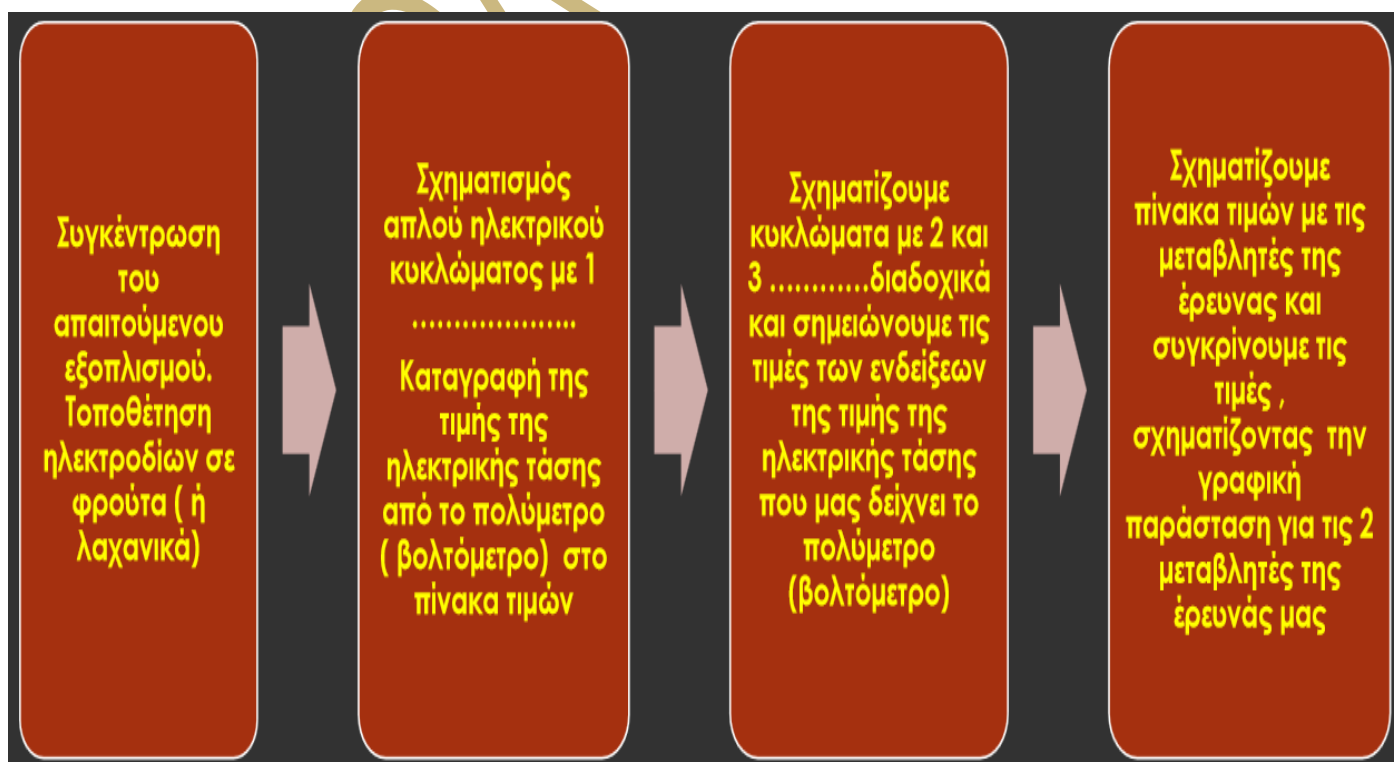 Συγκέντρωση
του
απαιτούμενου
εξοπλισμού.
Τοποθέτηση
ηλεκτροδίων σε
φρούτα ( ή
λαχανικά)
Σχηματισμός
απλού ηλεκτρικού
κυκλώματος με 1
....................
Καταγραφή της
τιμής της
ηλεκτρικής τάσης
από το πολύμετρο
( βολτόμετρο) στο
πίνακα τιμών
Σχηματίζουμε
κυκλώματα με 2 και
3 ............διαδοχικά
και σημειώνουμε τις
τιμές των ενδείξεων
της τιμής της
ηλεκτρικής τάσης
που μας δείχνει το
πολύμετρο
(βολτόμετρο)
Σχηματίζουμε
πίνακα τιμών με τις
μεταβλητές της
έρευνας και
συγκρίνουμε τις
τιμές ,
σχηματίζοντας την
γραφική
παράσταση για τις 2
μεταβλητές της
έρευνάς μας